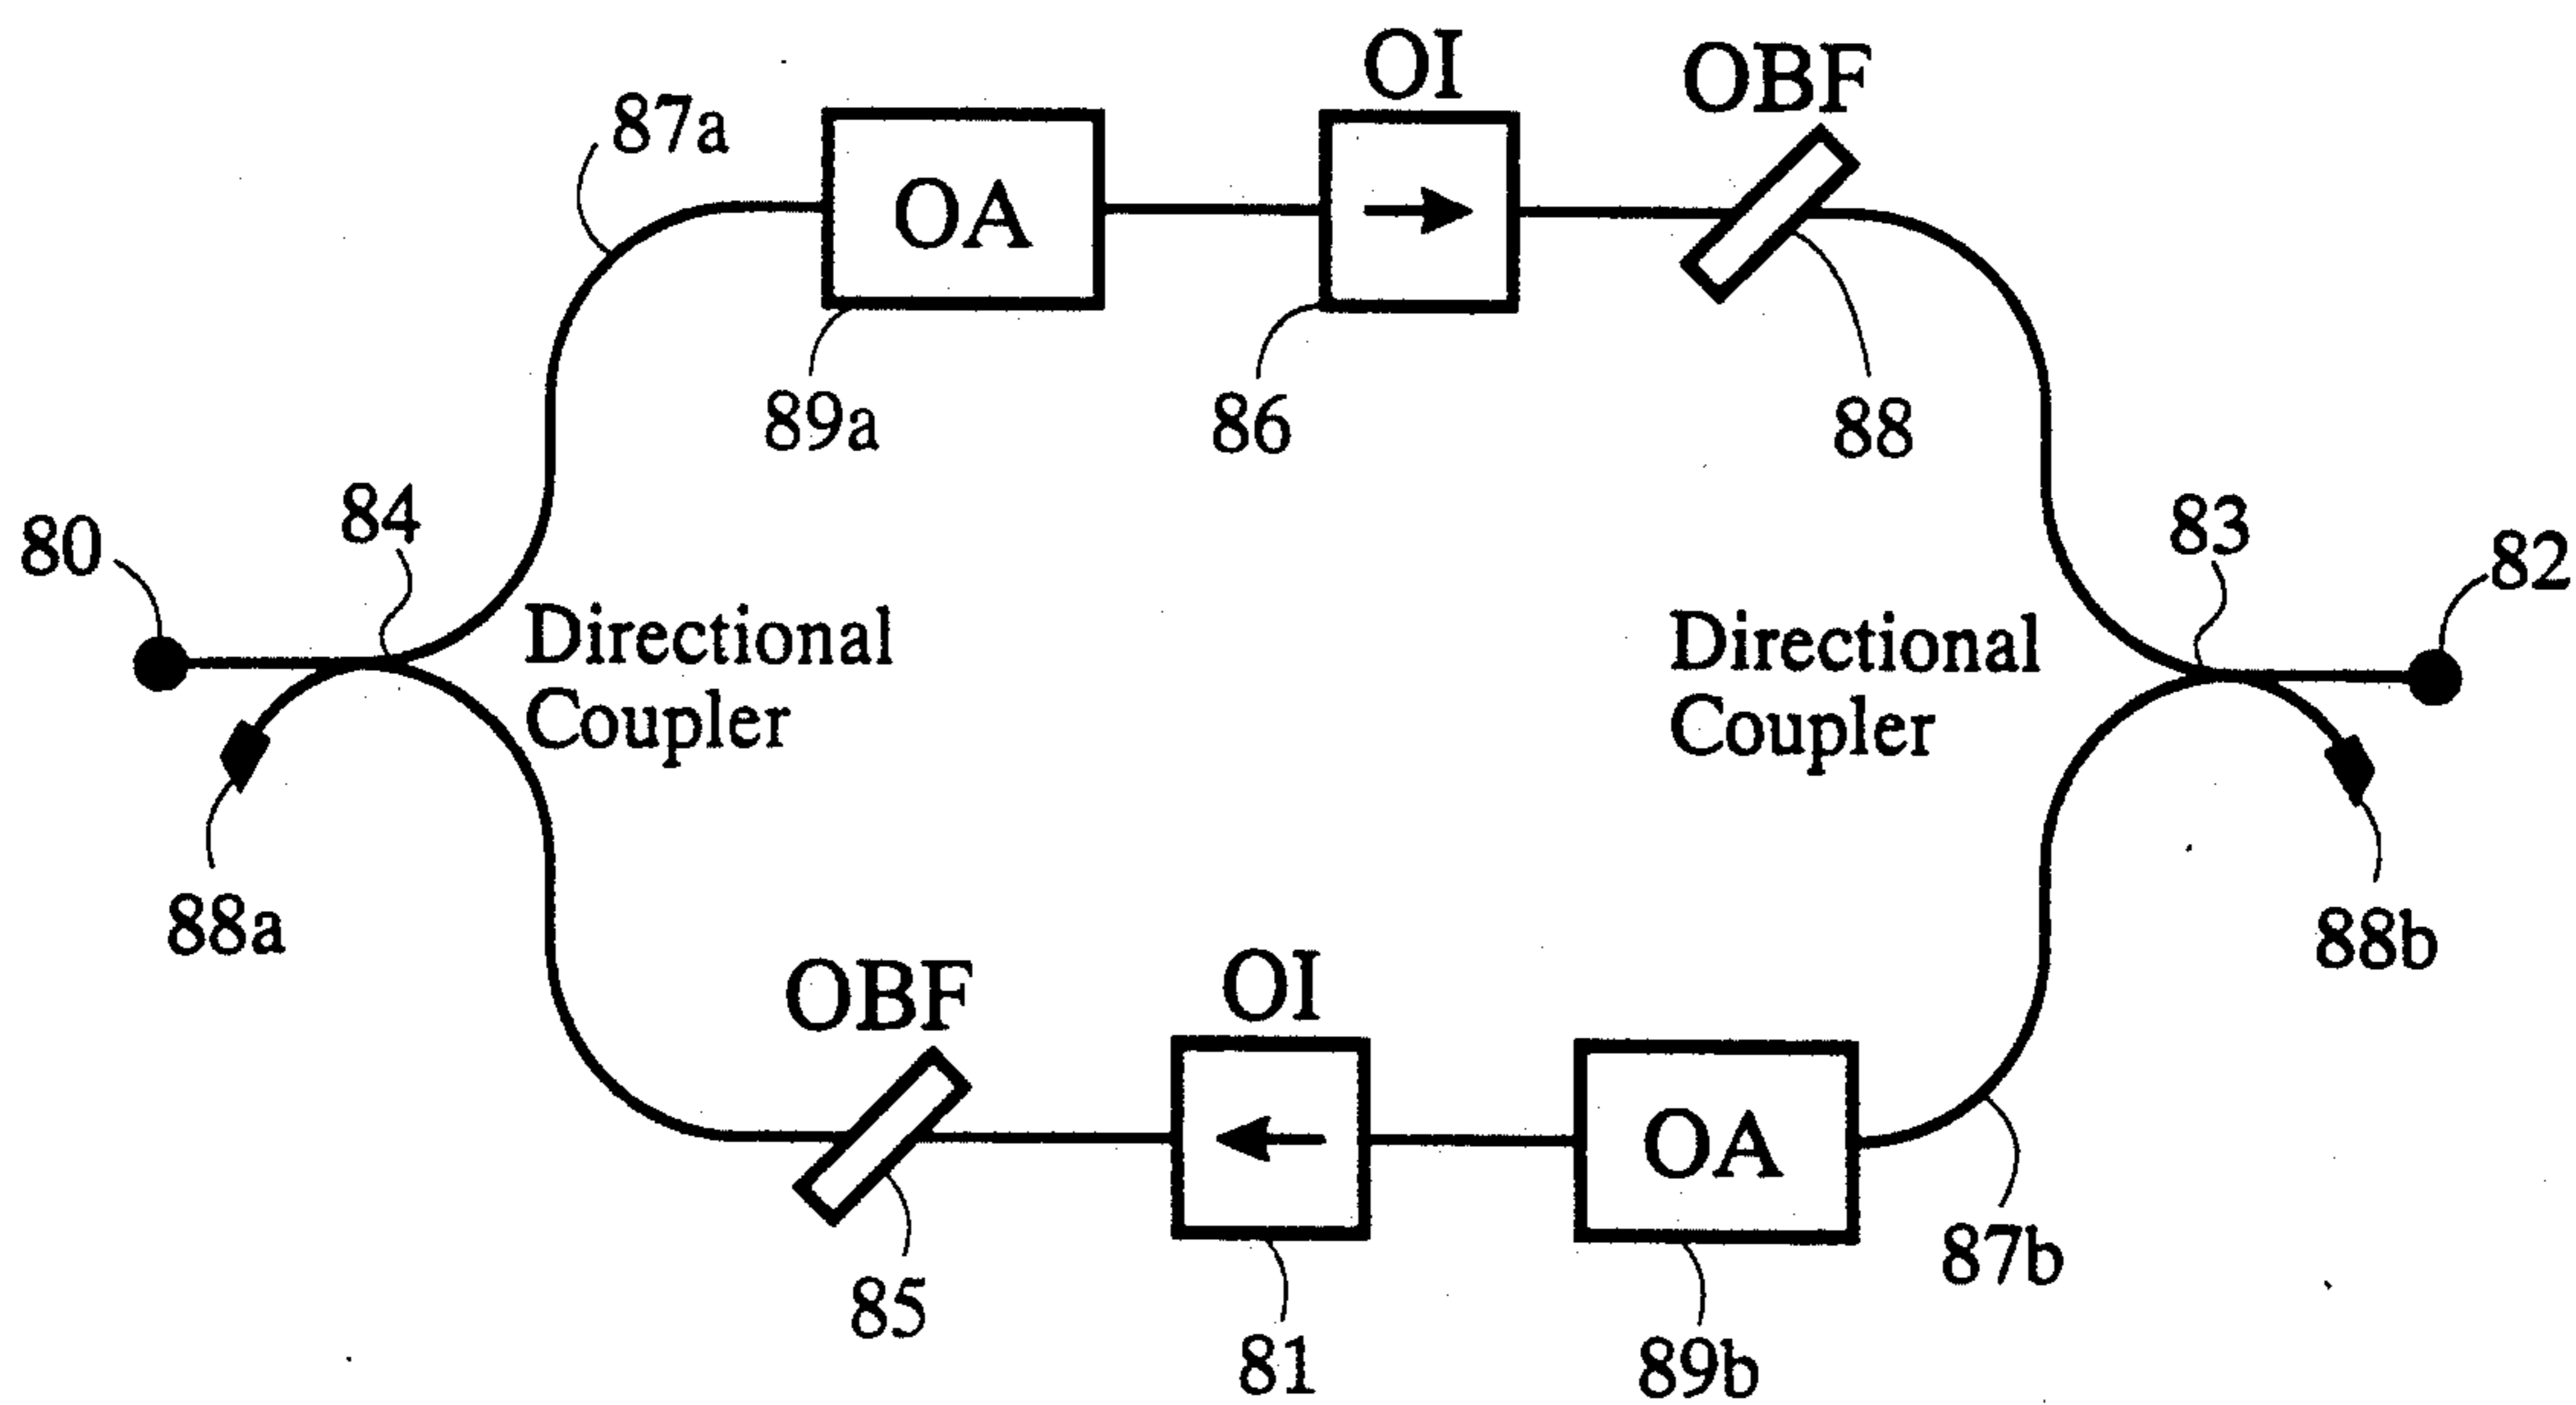 OI
OBF
87a
OA
89a
86
88
80
84
83
82
Directional
Coupler
Directional
Coupler
88a
88b
OBF
OI
OA
85
81
89b
87b